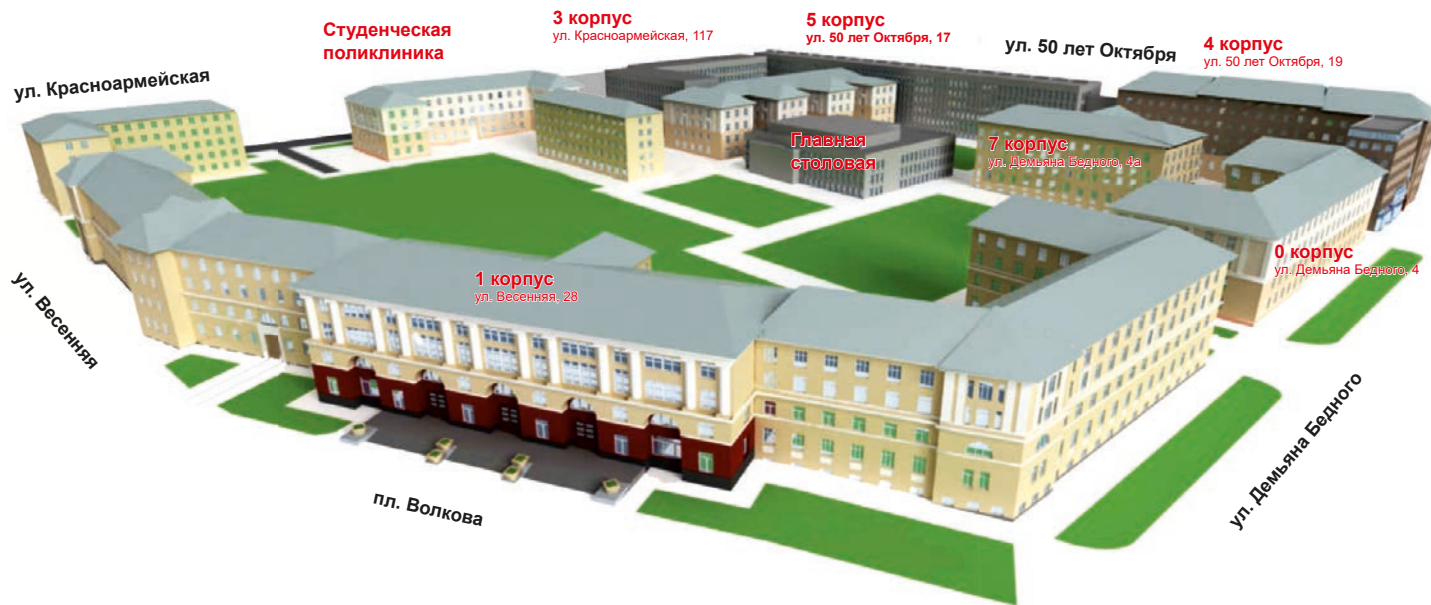 3 корпус
ул. Красноармейская, 117
5 корпус
ул. 50 лет Октября, 17
Студенческая
поликлиника
ул. 50 лет Октября
4 корпус
ул. 50 лет Октября, 19
ул. Красноармейская
Главная
столовая
7 корпус
ул. Демьяна Бедного, 4а
0 корпус
ул. Демьяна Бедного, 4
1 корпус
ул. Весенняя, 28
ул. Весенняя
ул. Демьяна Бедного
пл. Волкова